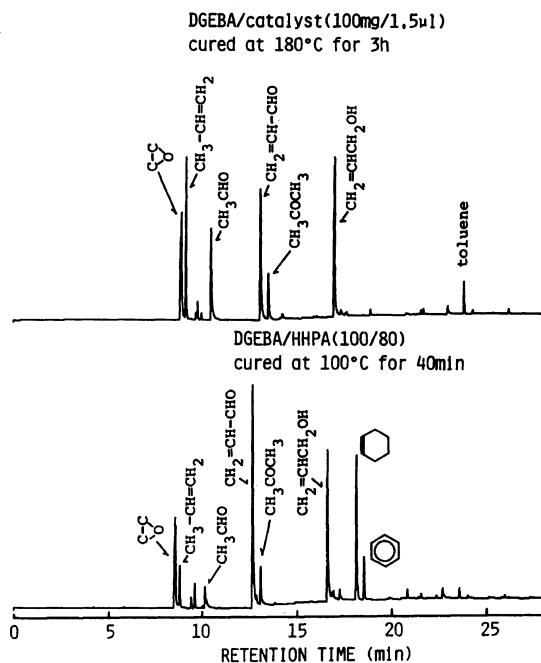 DGEBA/catalyst(100mg/1,5μl)
cured at 180°C for 3h
C-C
O
CH3-CH=CH2
CH3CHO
CH2=CH-CHO
CH3COCH3
CH2=CHCH2OH
toluene
DGEBA/HHPA(100/80)
cured at 100°C for 40min
C-C
O
CH3-CH=CH2
CH3CHO
CH2=CH-CHO
CH3COCH3
CH2=CHCH2OH
0 5 10 15 20 25
RETENTION TIME (min)